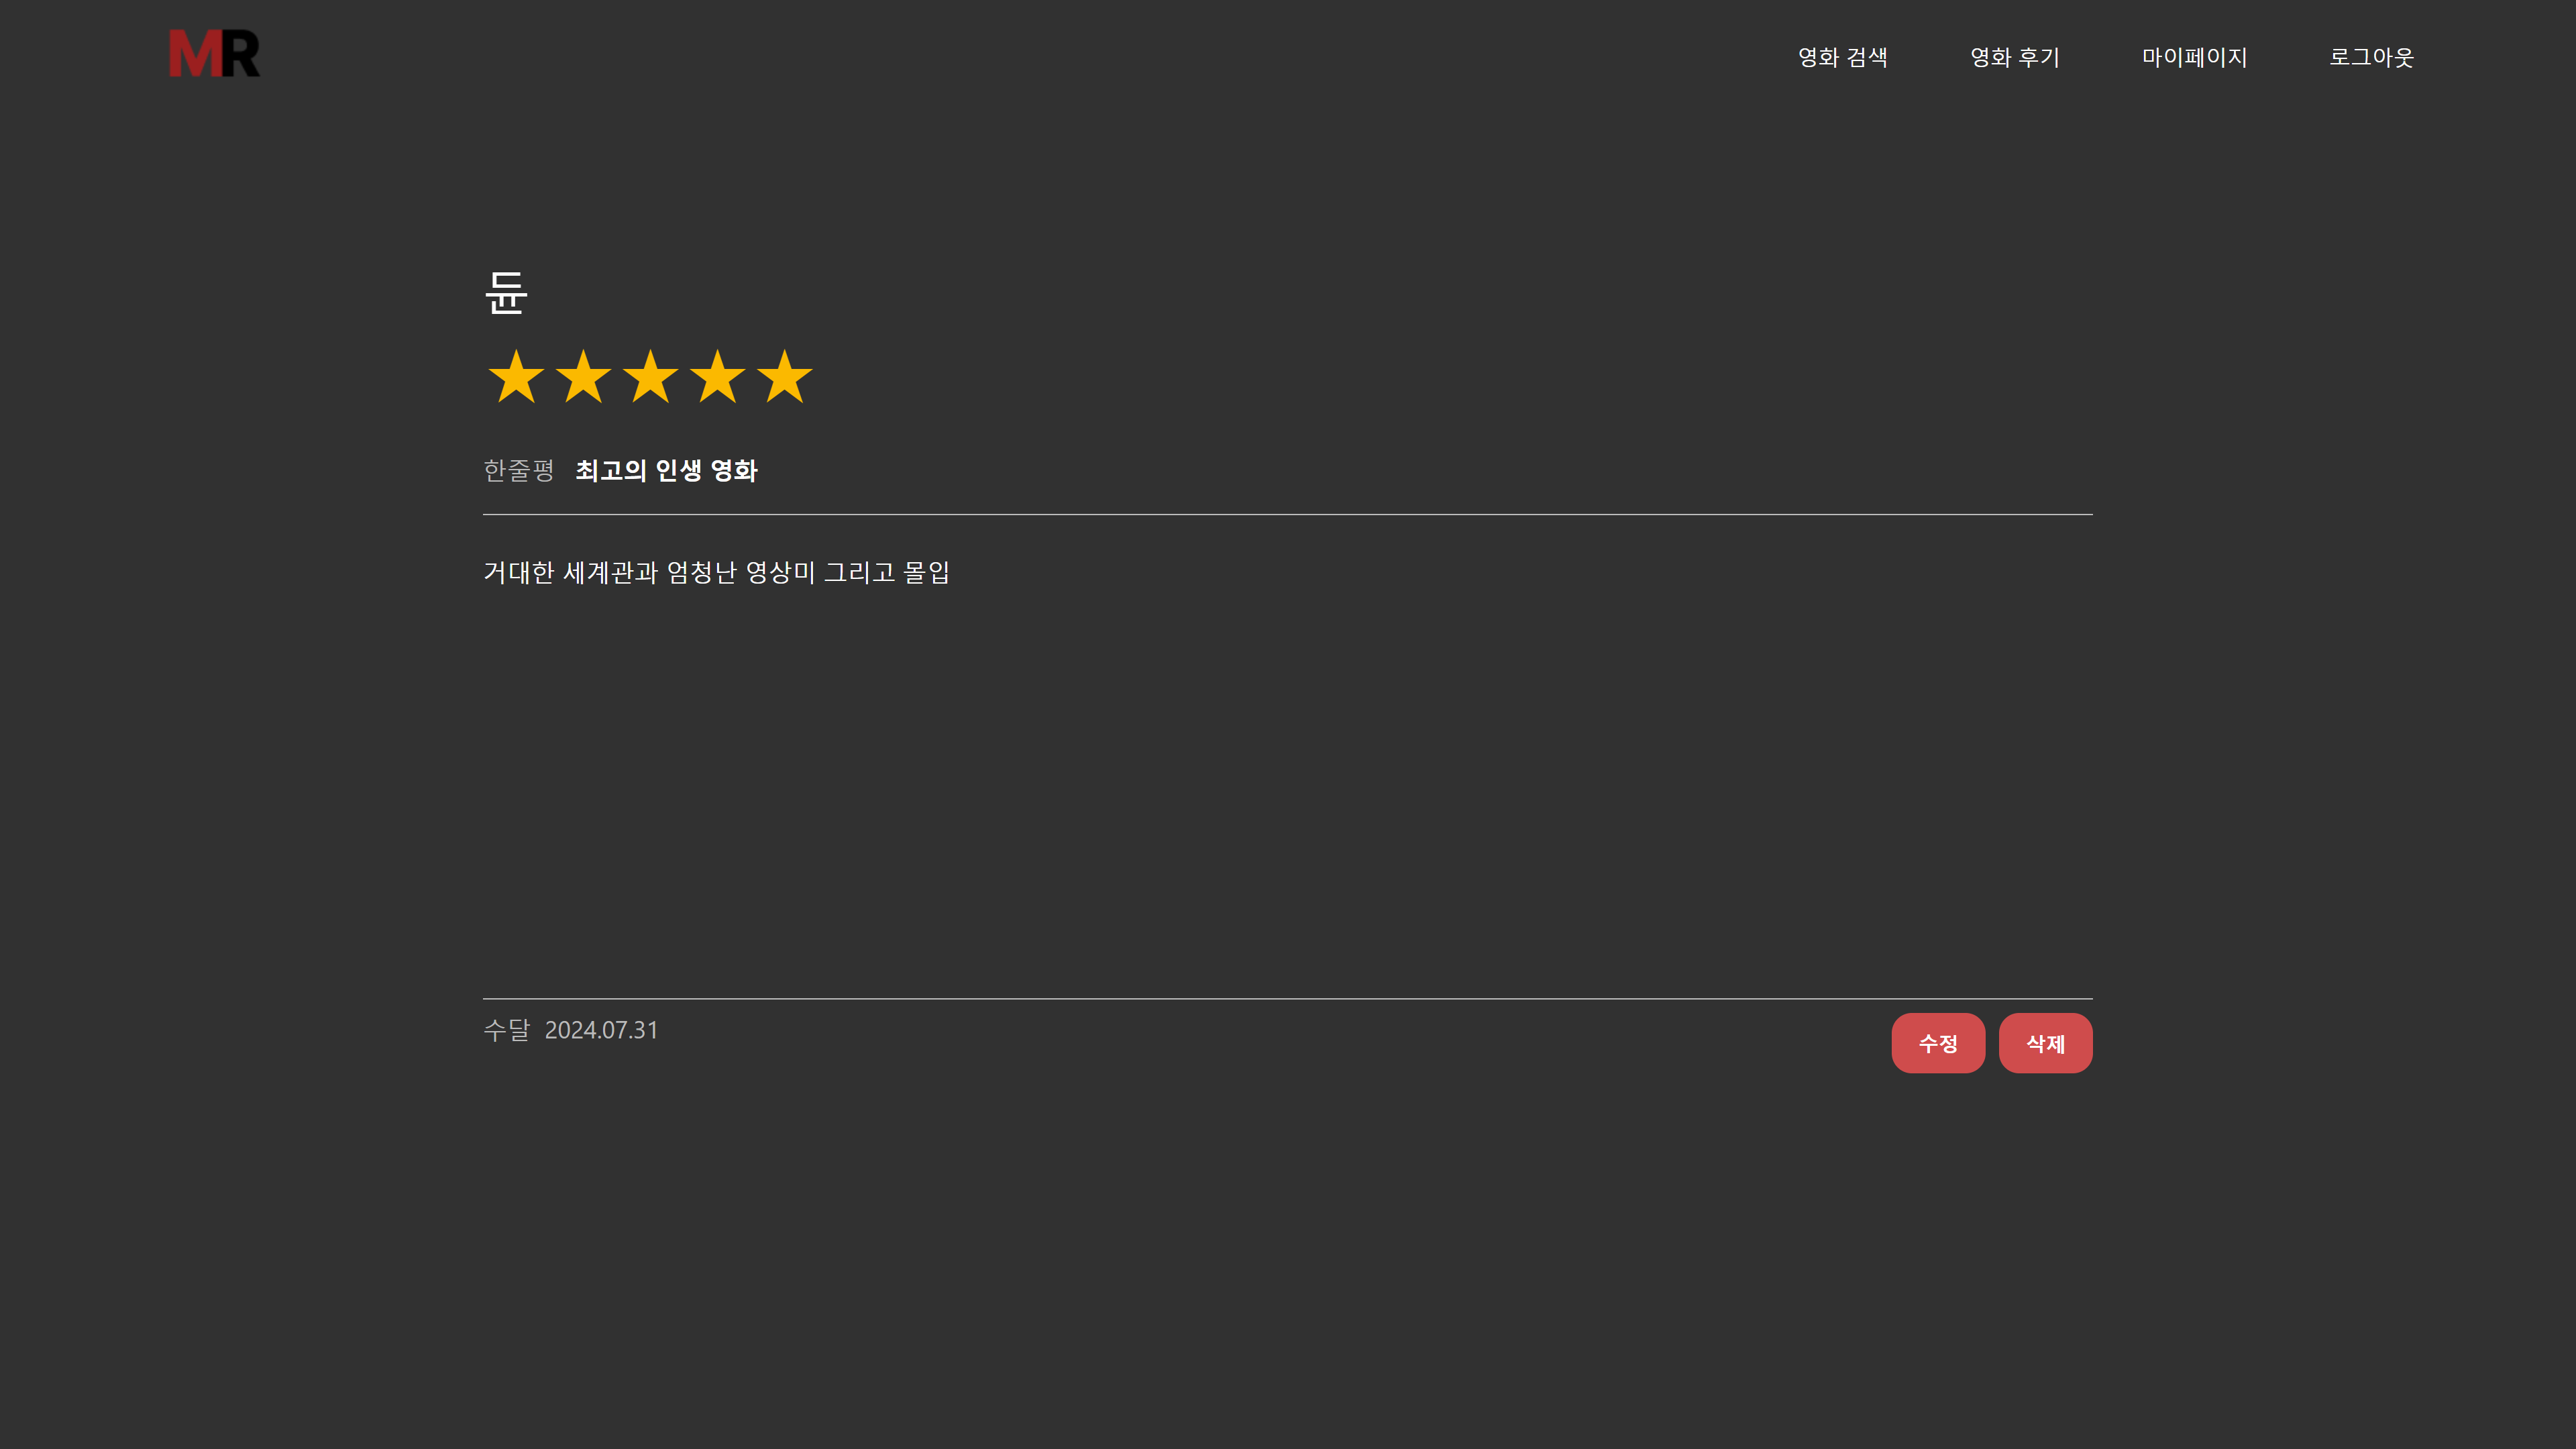 MR
영화 검색 영화 후기 마이페이지 로그아웃
듄
★★★★★
한줄평 최고의 인생 영화
거대한 세계관과 엄청난 영상미 그리고 몰입
수달 2024.07.31
수정 삭제